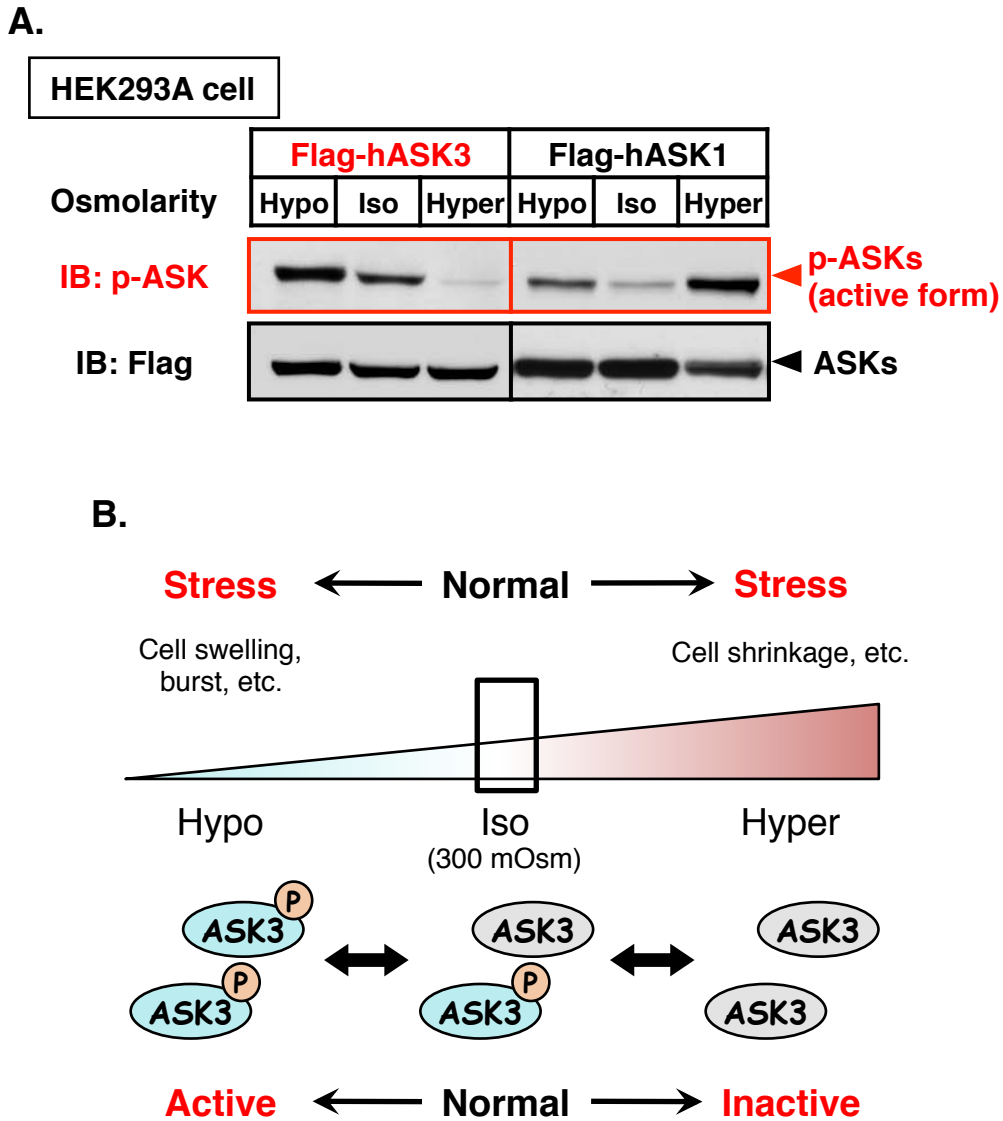 A.
HEK293A cell
Flag-hASK3 Flag-hASK1
Osmolarity Hypo Iso Hyper Hypo Iso Hyper
IB: p-ASK
p-ASKs
(active form)
IB: Flag
ASKs
B.
Stress Normal Stress
Cell swelling,
burst, etc.
Cell shrinkage, etc.
Hypo Iso Hyper
(300 mOsm)
P
ASK3 ASK3 ASK3
P P
ASK3 ASK3 ASK3
Active Normal Inactive